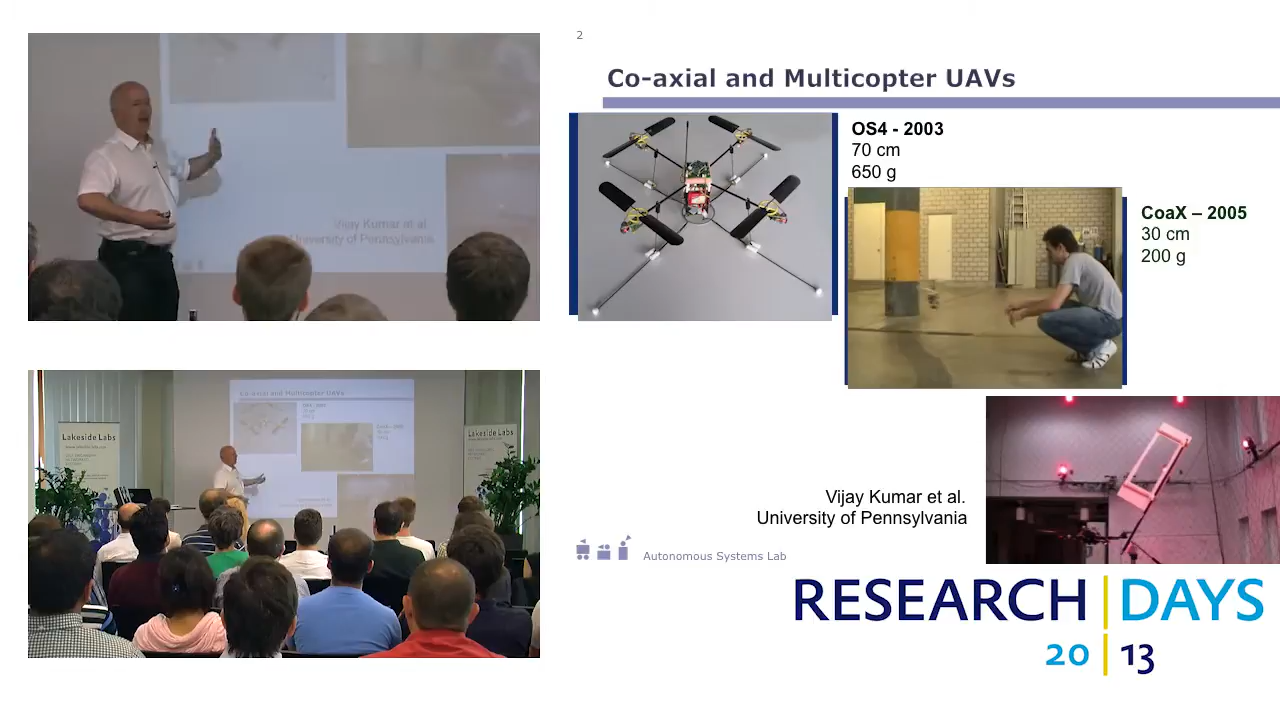 2
Co-axial and Multicopter UAVs
OS4 - 2003
70 cm
650 g
CoaX – 2005
30 cm
200 g
Vijay Kumar et al.
University of Pennsylvania
Autonomous Systems Lab
RESEARCH DAYS
20 13
Vijay Kumar et al.
University of Pennsylvania
Co-axial and Multicopter UAVs
Lakeside Labs
Lakeside Labs